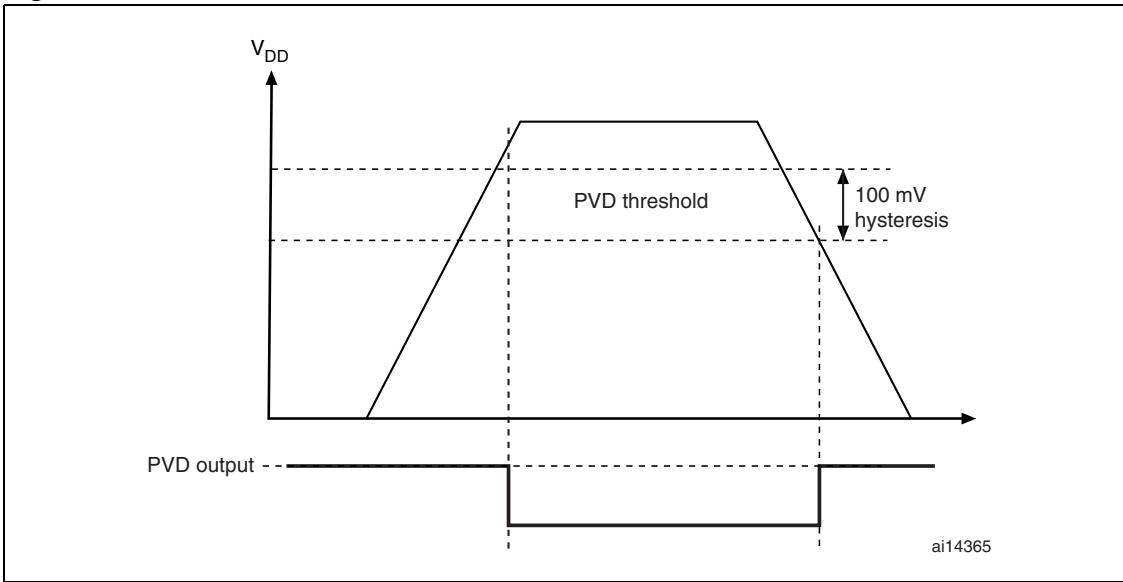 V_DD
PVD threshold
100 mV
hysteresis
PVD output
ai14365